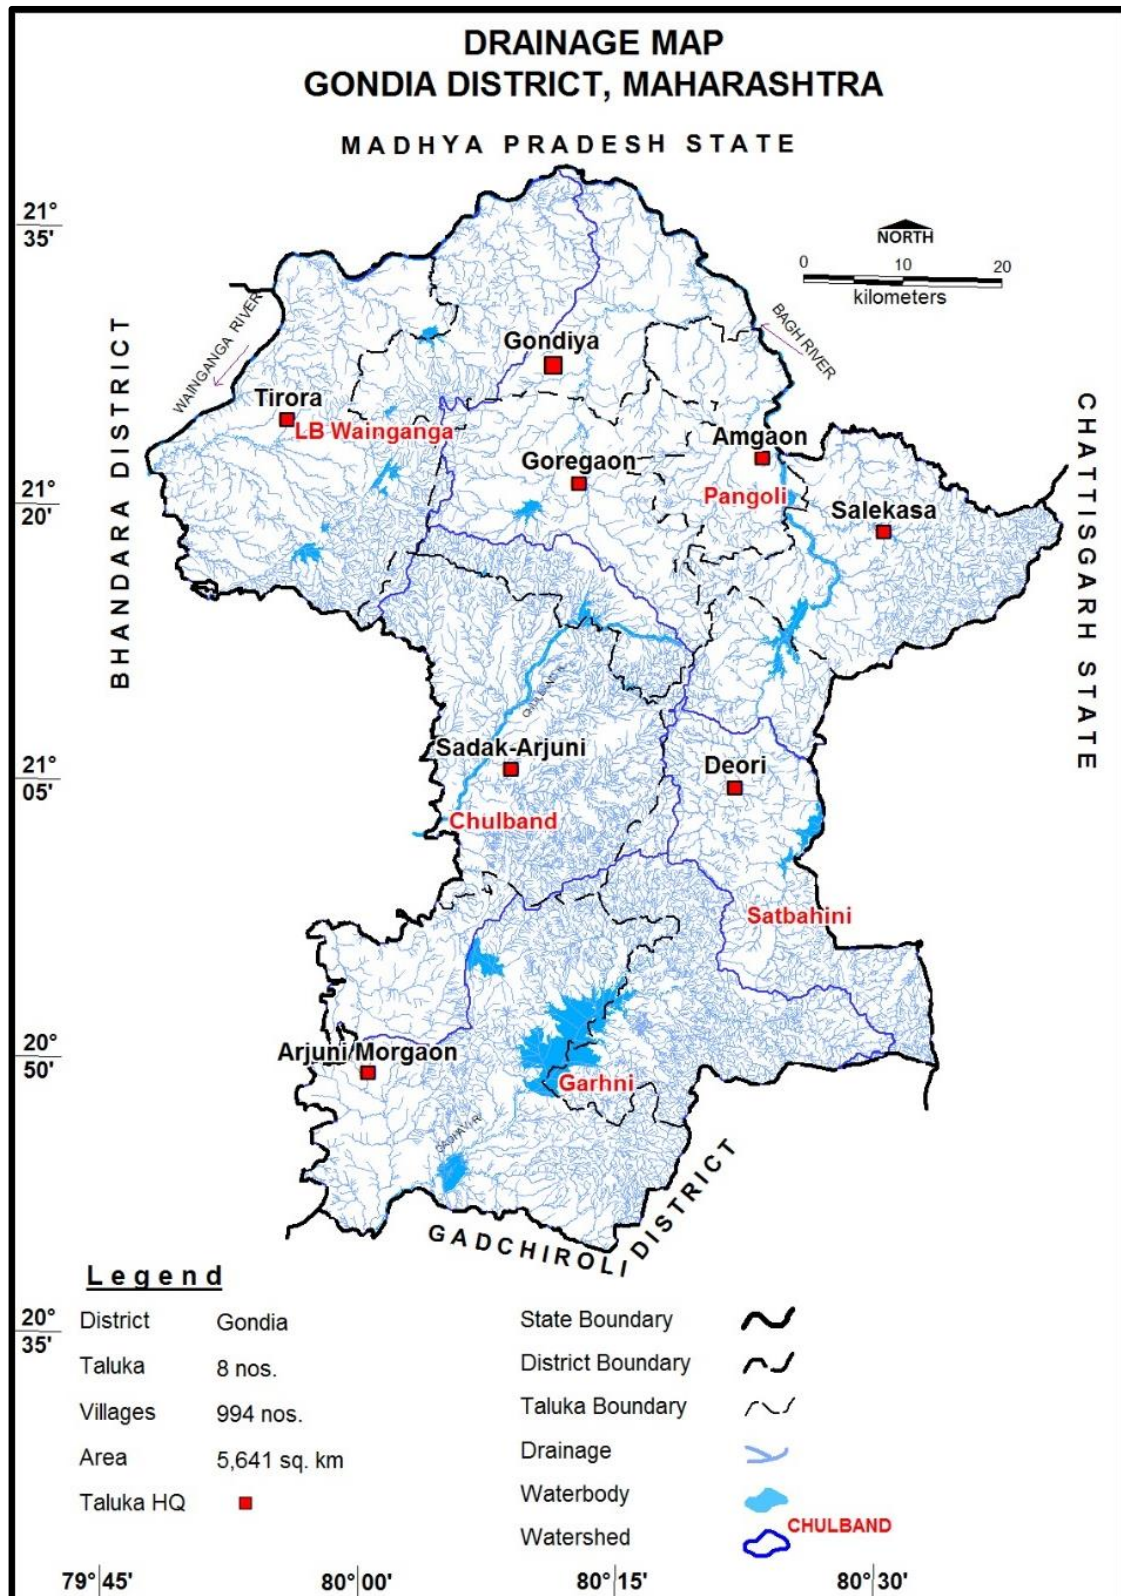 DRAINAGE MAP
GONDIA DISTRICT, MAHARASHTRA
MADHYA PRADESH STATE
21°
35'
NORTH
0 10 20
kilometers
WAINGANGA RIVER
BAGH RIVER
BHANDARA DISTRICT
CHATTISGARH STATE
Gondiya
Tirora
LB Wainganga
Amgaon
Goregaon
Pangoli
21°
20'
Salekasa
Sadak-Arjuni
Deori
21°
05'
Chulband
Satbahini
20°
50'
Arjuni Morgaon
Garhni
GADCHIROLI DISTRICT
Legend
20°
35'
District Gondia
Taluka 8 nos.
Villages 994 nos.
Area 5,641 sq. km
Taluka HQ
State Boundary
District Boundary
Taluka Boundary
Drainage
Waterbody
Watershed CHULBAND
79°45' 80°00' 80°15' 80°30'